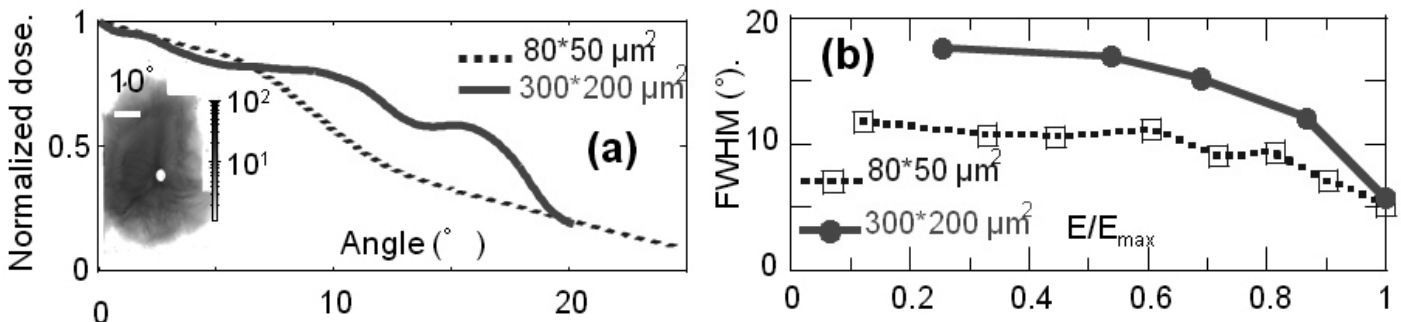 1
0.5
0
Normalized dose.
80*50 µm²
300*200 µm²
10°
10²
10¹
(a)
Angle (° )
0
10
20
20
10
0
FWHM (°).
(b)
80*50 µm²
300*200 µm²
E/Emax
0
0.2
0.4
0.6
0.8
1